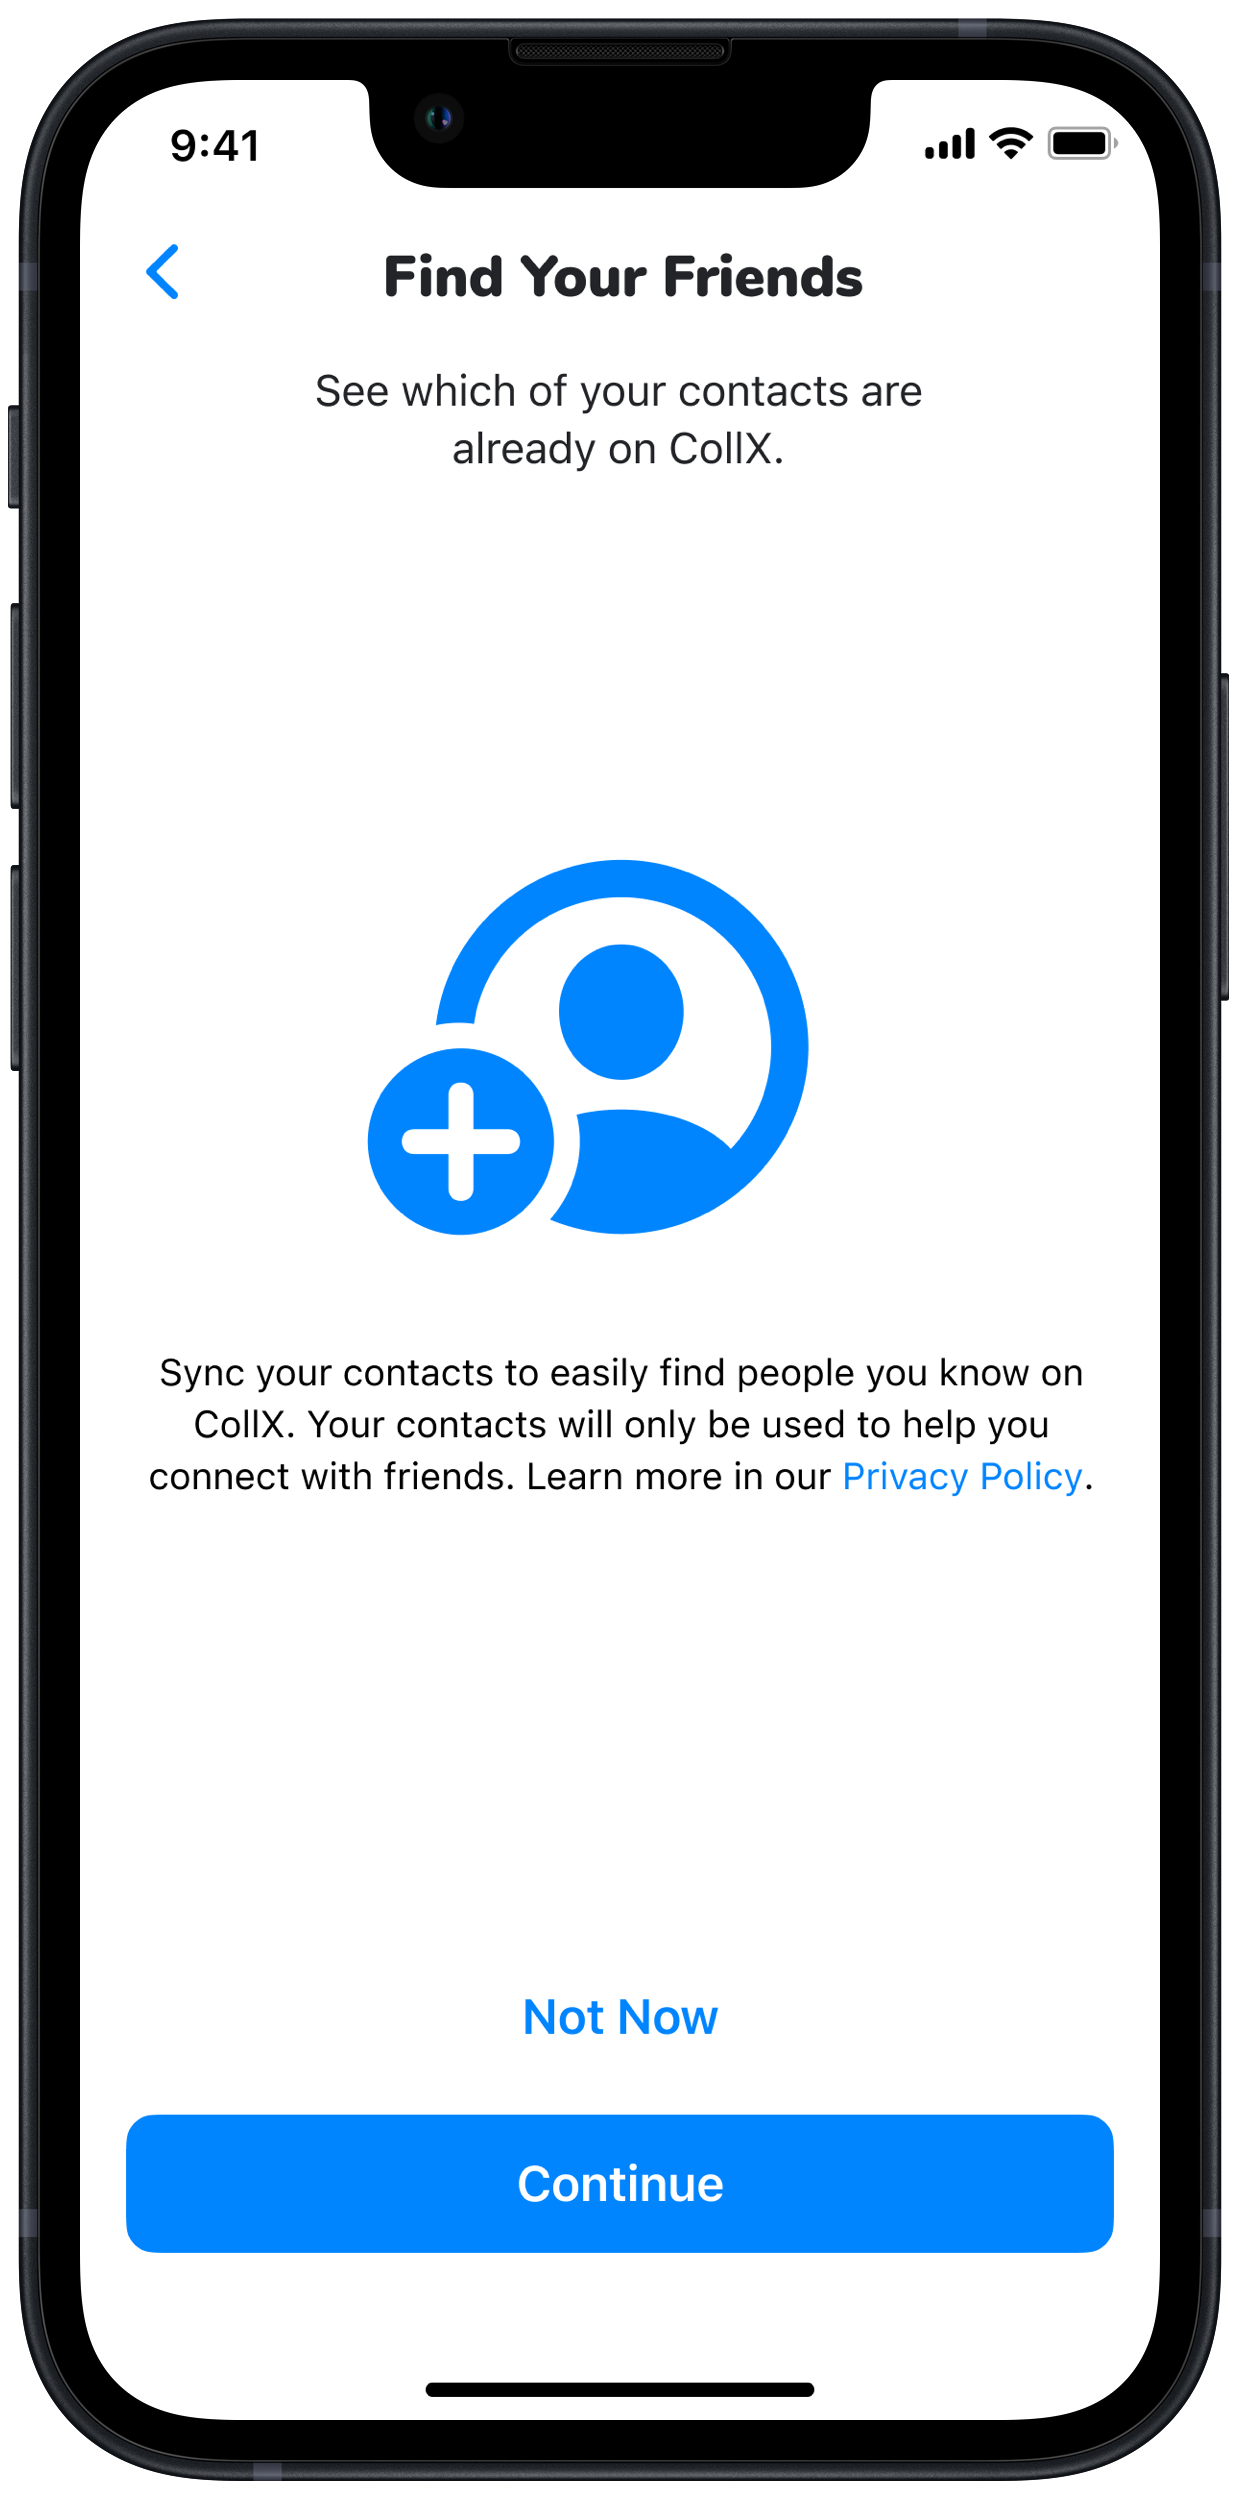 9:41
Find Your Friends
See which of your contacts are
already on CollX.
Sync your contacts to easily find people you know on
CollX. Your contacts will only be used to help you
connect with friends. Learn more in our Privacy Policy.
Not Now
Continue